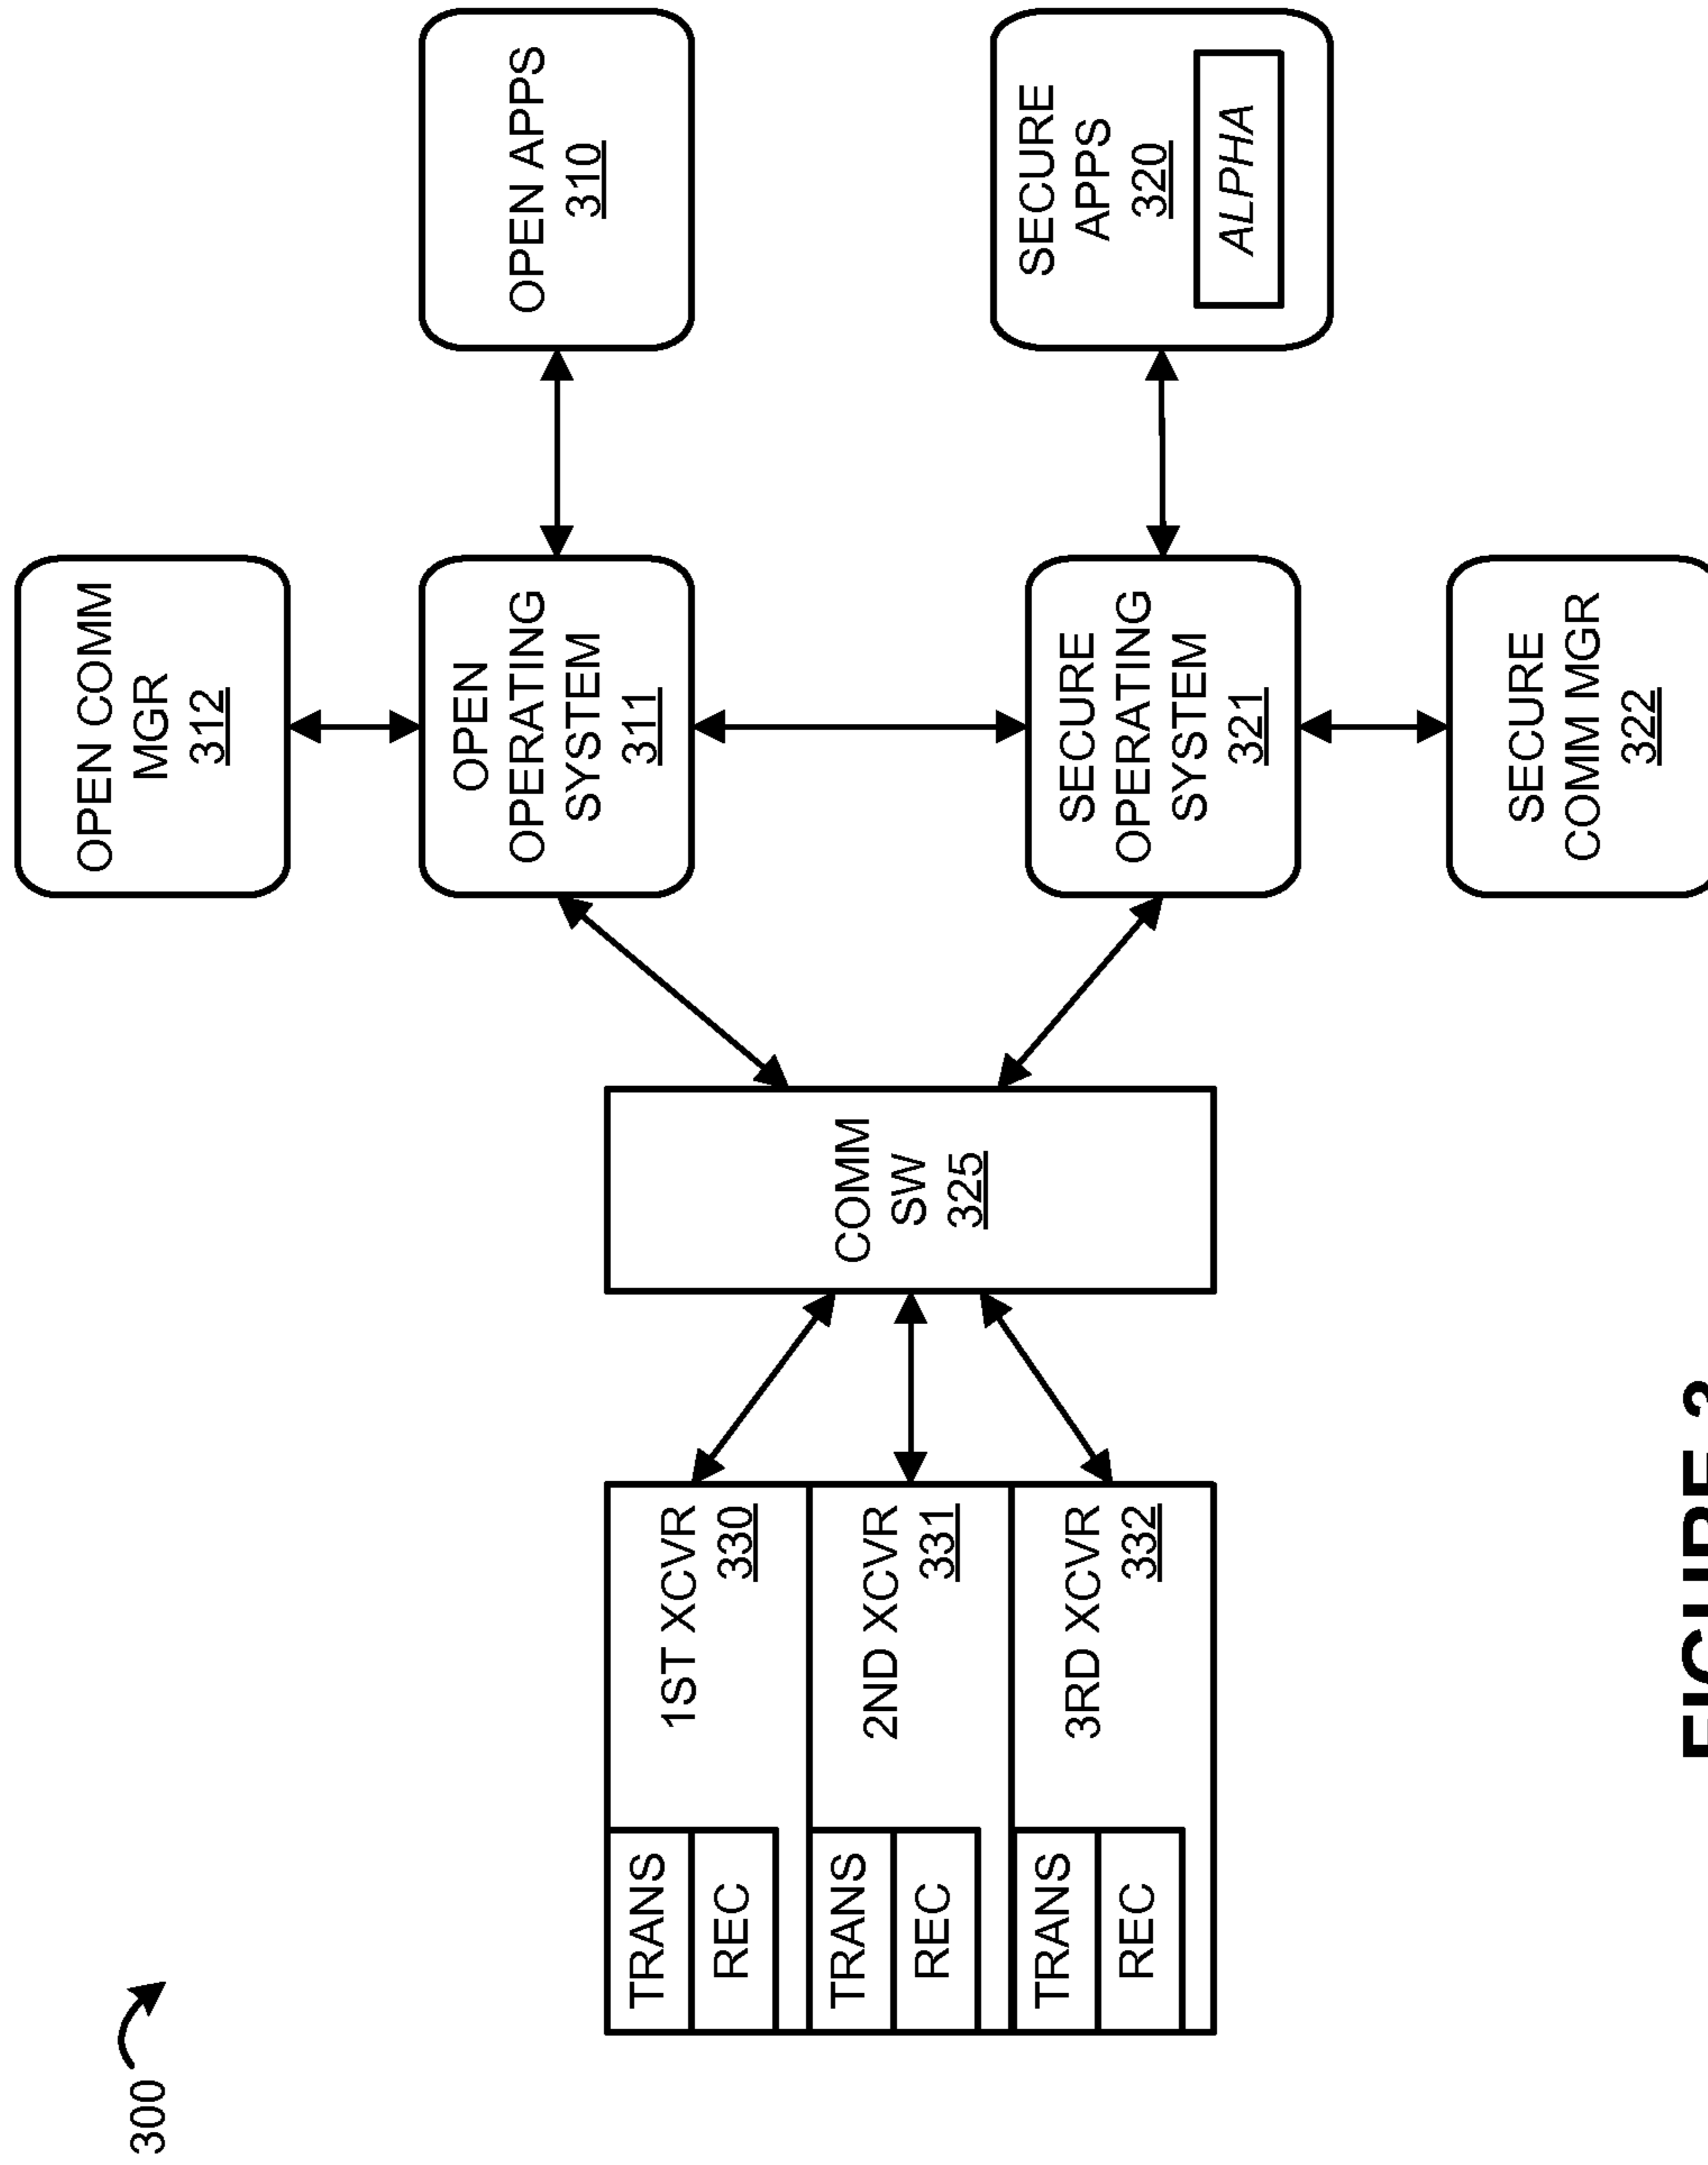 300
OPEN COMM
MGR
312
OPEN
OPERATING
SYSTEM
311
OPEN APPS
310
TRANS
REC
1ST XCVR
330
TRANS
REC
2ND XCVR
331
TRANS
REC
3RD XCVR
332
COMM
SW
325
SECURE
OPERATING
SYSTEM
321
SECURE
APPS
320
ALPHA
SECURE
COMM MGR
322
FIGURE